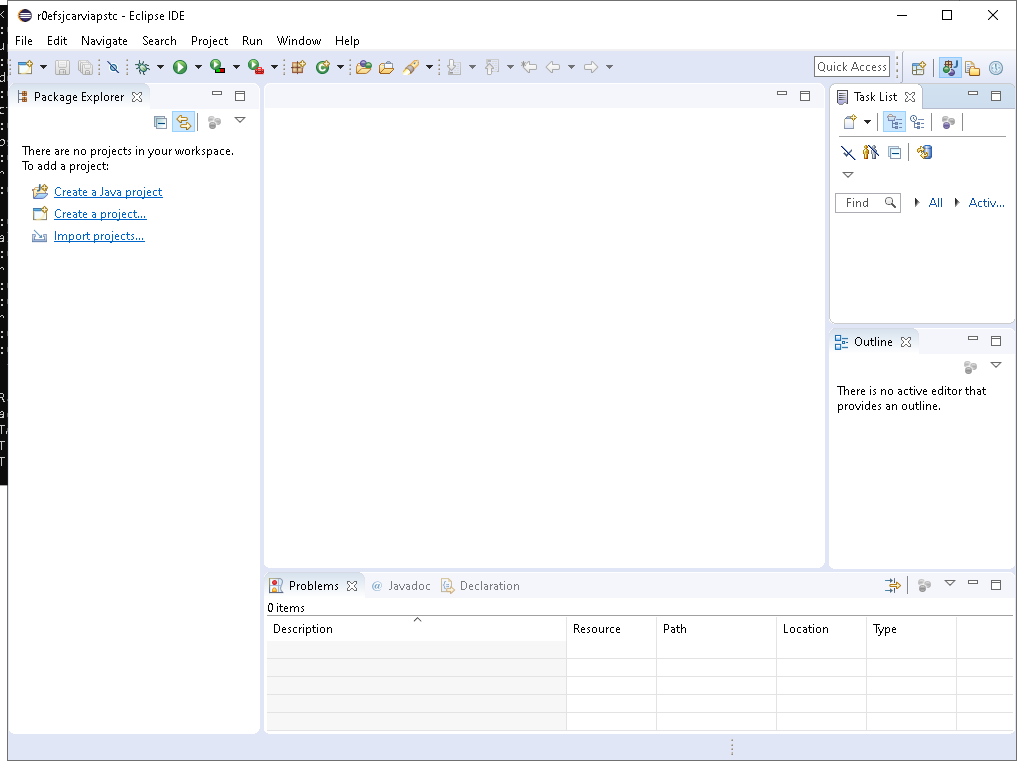 r0efsjcarviapstc - Eclipse IDE
File Edit Navigate Search Project Run Window Help
Quick Access
Package Explorer
There are no projects in your workspace.
To add a project:
Create a Java project
Create a project...
Import projects...
Task List
Find All Activ...
Outline
There is no active editor that
provides an outline.
Problems @ Javadoc Declaration
0 items
Description Resource Path Location Type